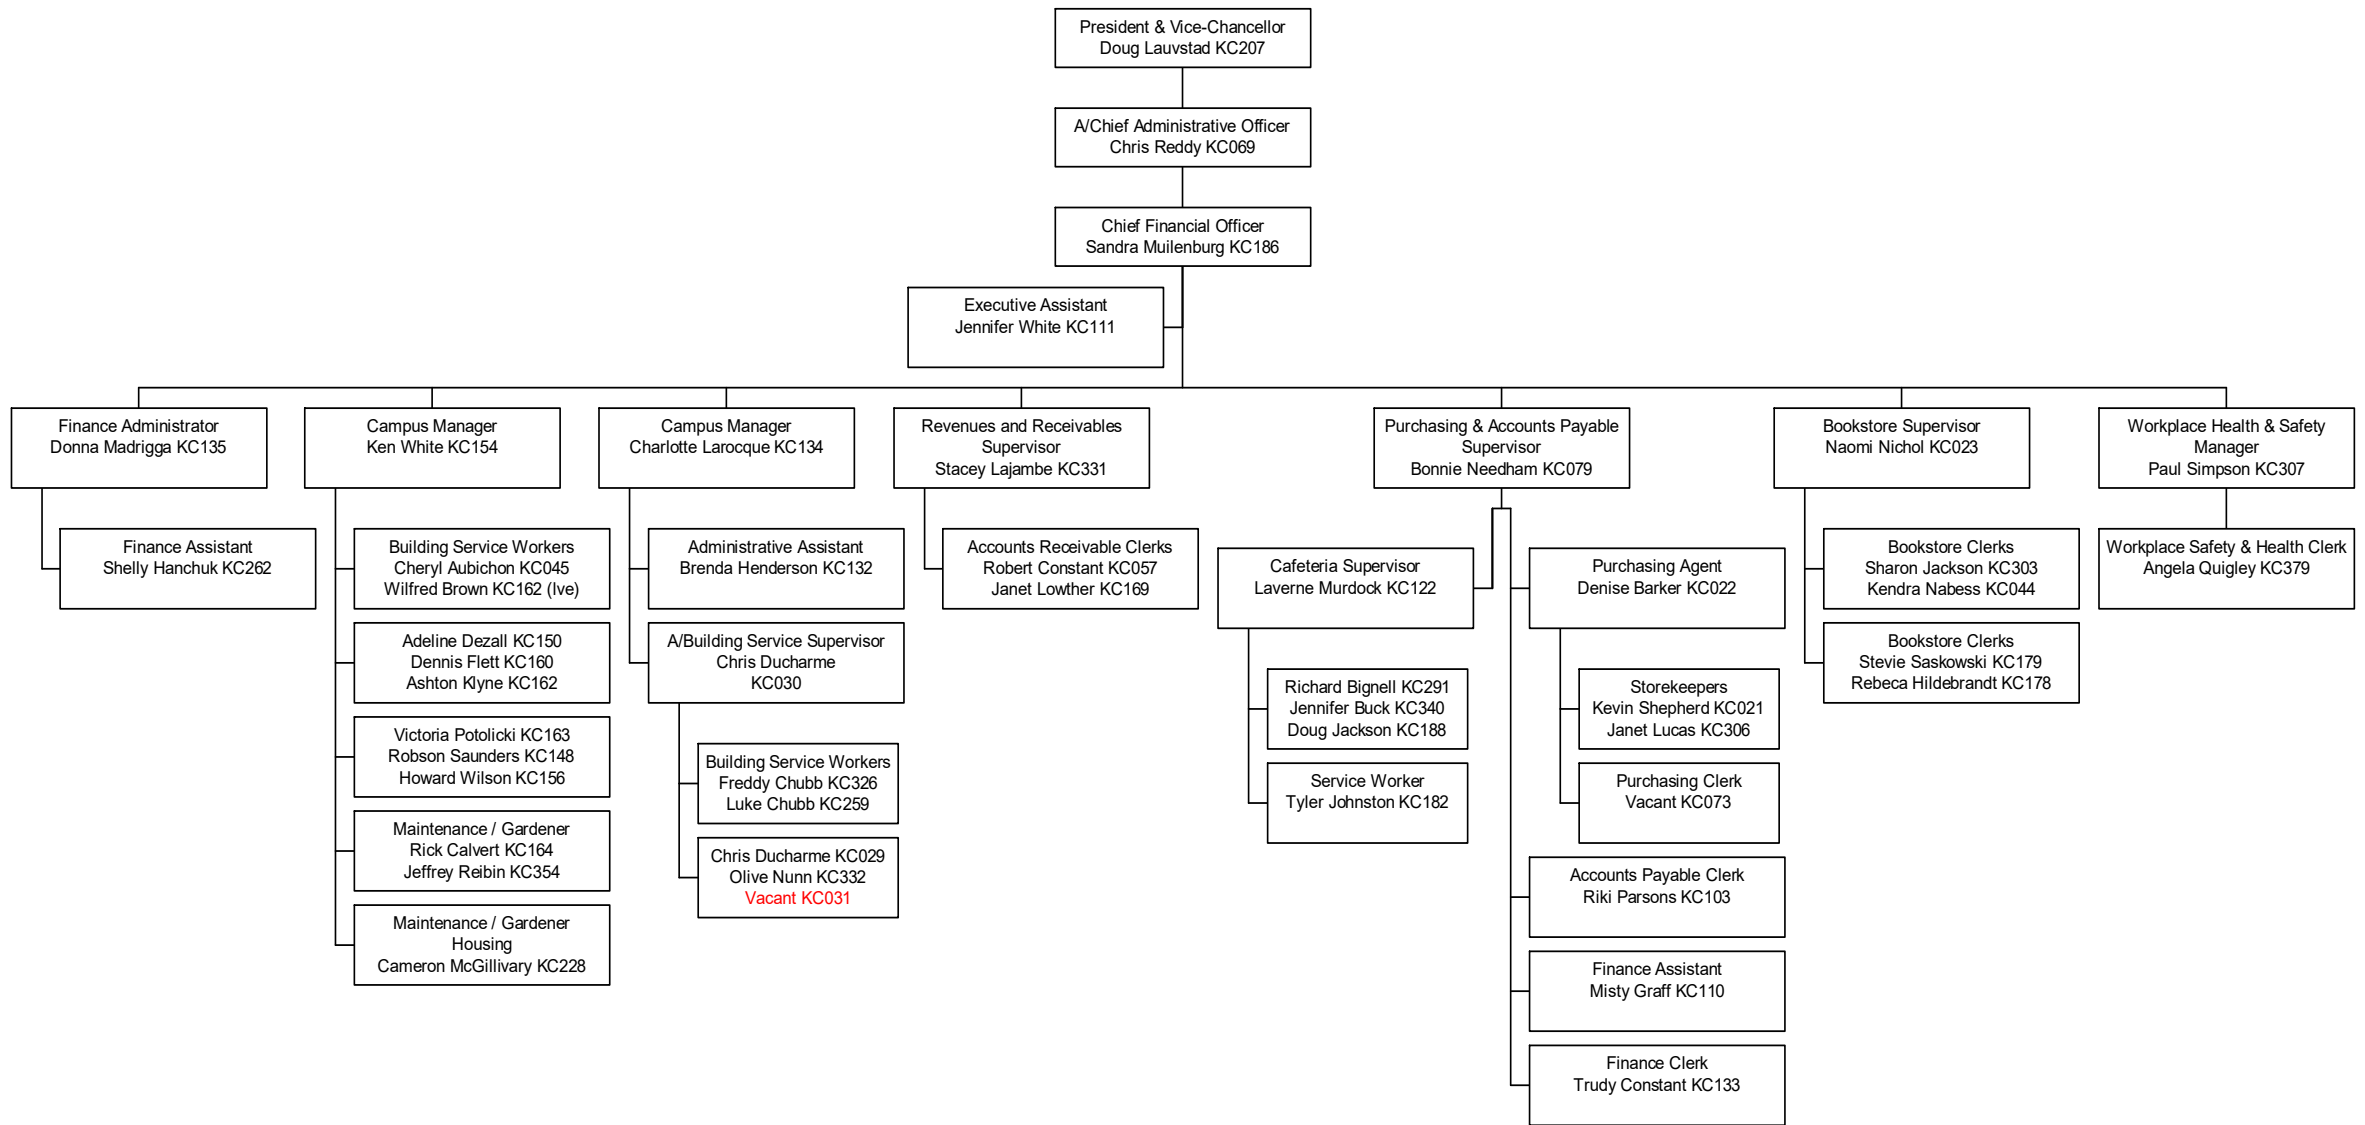 President & Vice-Chancellor
Doug Lauvstad KC207
A/Chief Administrative Officer
Chris Reddy KC069
Chief Financial Officer
Sandra Muilenburg KC186
Executive Assistant
Jennifer White KC111
Finance Administrator
Donna Madrigga KC135
Finance Assistant
Shelly Hanchuk KC262
Campus Manager
Ken White KC154
Building Service Workers
Cheryl Aubichon KC045
Wilfred Brown KC162 (lve)
Adeline Dezall KC150
Dennis Flett KC160
Ashton Klyne KC162
Victoria Potolicki KC163
Robson Saunders KC148
Howard Wilson KC156
Maintenance / Gardener
Rick Calvert KC164
Jeffrey Reibin KC354
Maintenance / Gardener
Housing
Cameron McGillivary KC228
Campus Manager
Charlotte Larocque KC134
Administrative Assistant
Brenda Henderson KC132
A/Building Service Supervisor
Chris Ducharme
KC030
Building Service Workers
Freddy Chubb KC326
Luke Chubb KC259
Chris Ducharme KC029
Olive Nunn KC332
Vacant KC031
Revenues and Receivables
Supervisor
Stacey Lajambe KC331
Accounts Receivable Clerks
Robert Constant KC057
Janet Lowther KC169
Purchasing & Accounts Payable
Supervisor
Bonnie Needham KC079
Cafeteria Supervisor
Laverne Murdock KC122
Richard Bignell KC291
Jennifer Buck KC340
Doug Jackson KC188
Service Worker
Tyler Johnston KC182
Purchasing Agent
Denise Barker KC022
Storekeepers
Kevin Shepherd KC021
Janet Lucas KC306
Purchasing Clerk
Vacant KC073
Accounts Payable Clerk
Riki Parsons KC103
Finance Assistant
Misty Graff KC110
Finance Clerk
Trudy Constant KC133
Bookstore Supervisor
Naomi Nichol KC023
Bookstore Clerks
Sharon Jackson KC303
Kendra Nabess KC044
Bookstore Clerks
Stevie Saskowski KC179
Rebeca Hildebrandt KC178
Workplace Health & Safety
Manager
Paul Simpson KC307
Workplace Safety & Health Clerk
Angela Quigley KC379